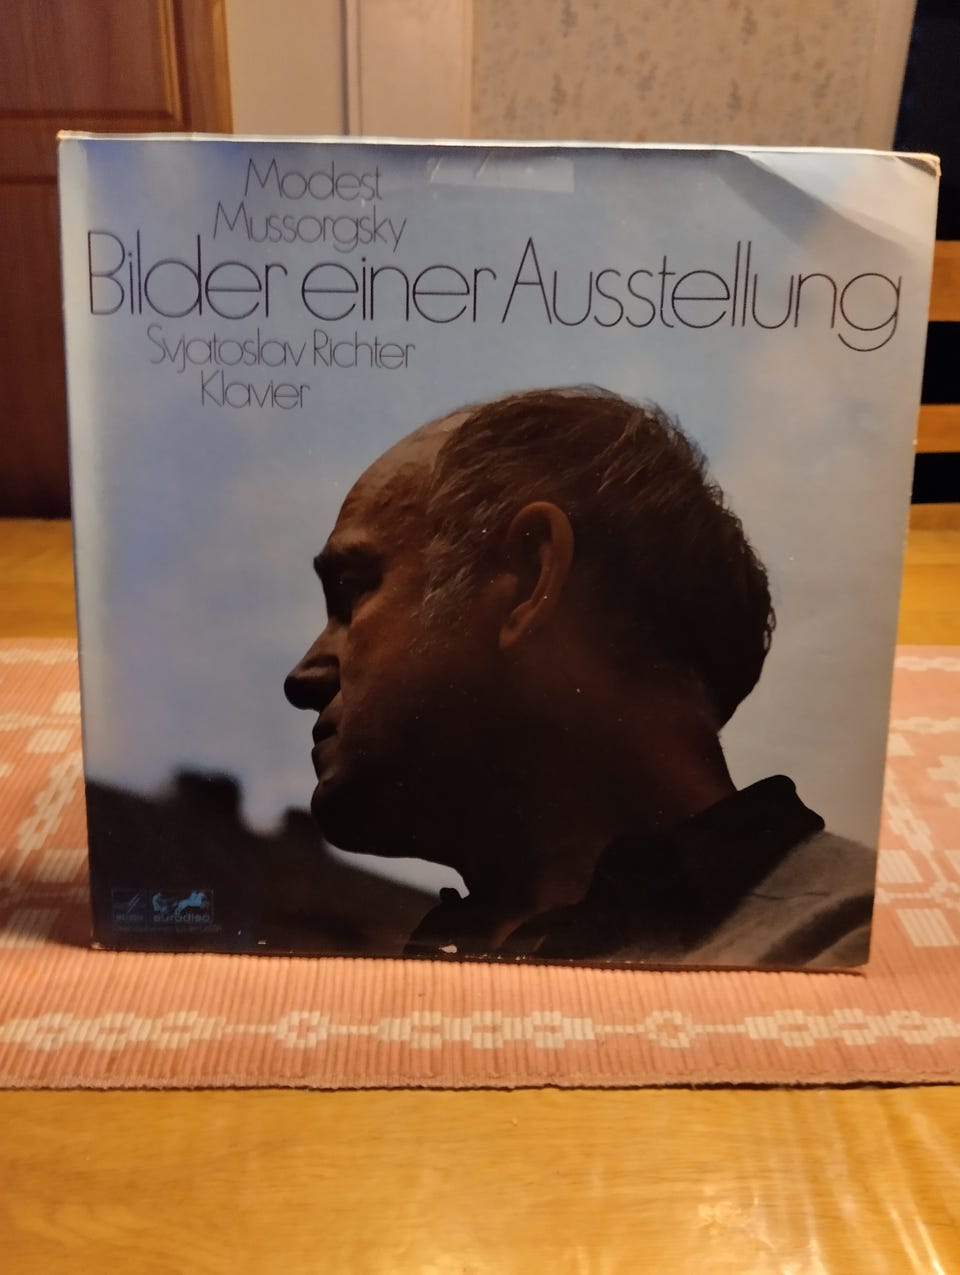 Modest
Mussorgsky
Bilder einer Ausstellung
Svjatoslav Richter
Klavier
eurodisc